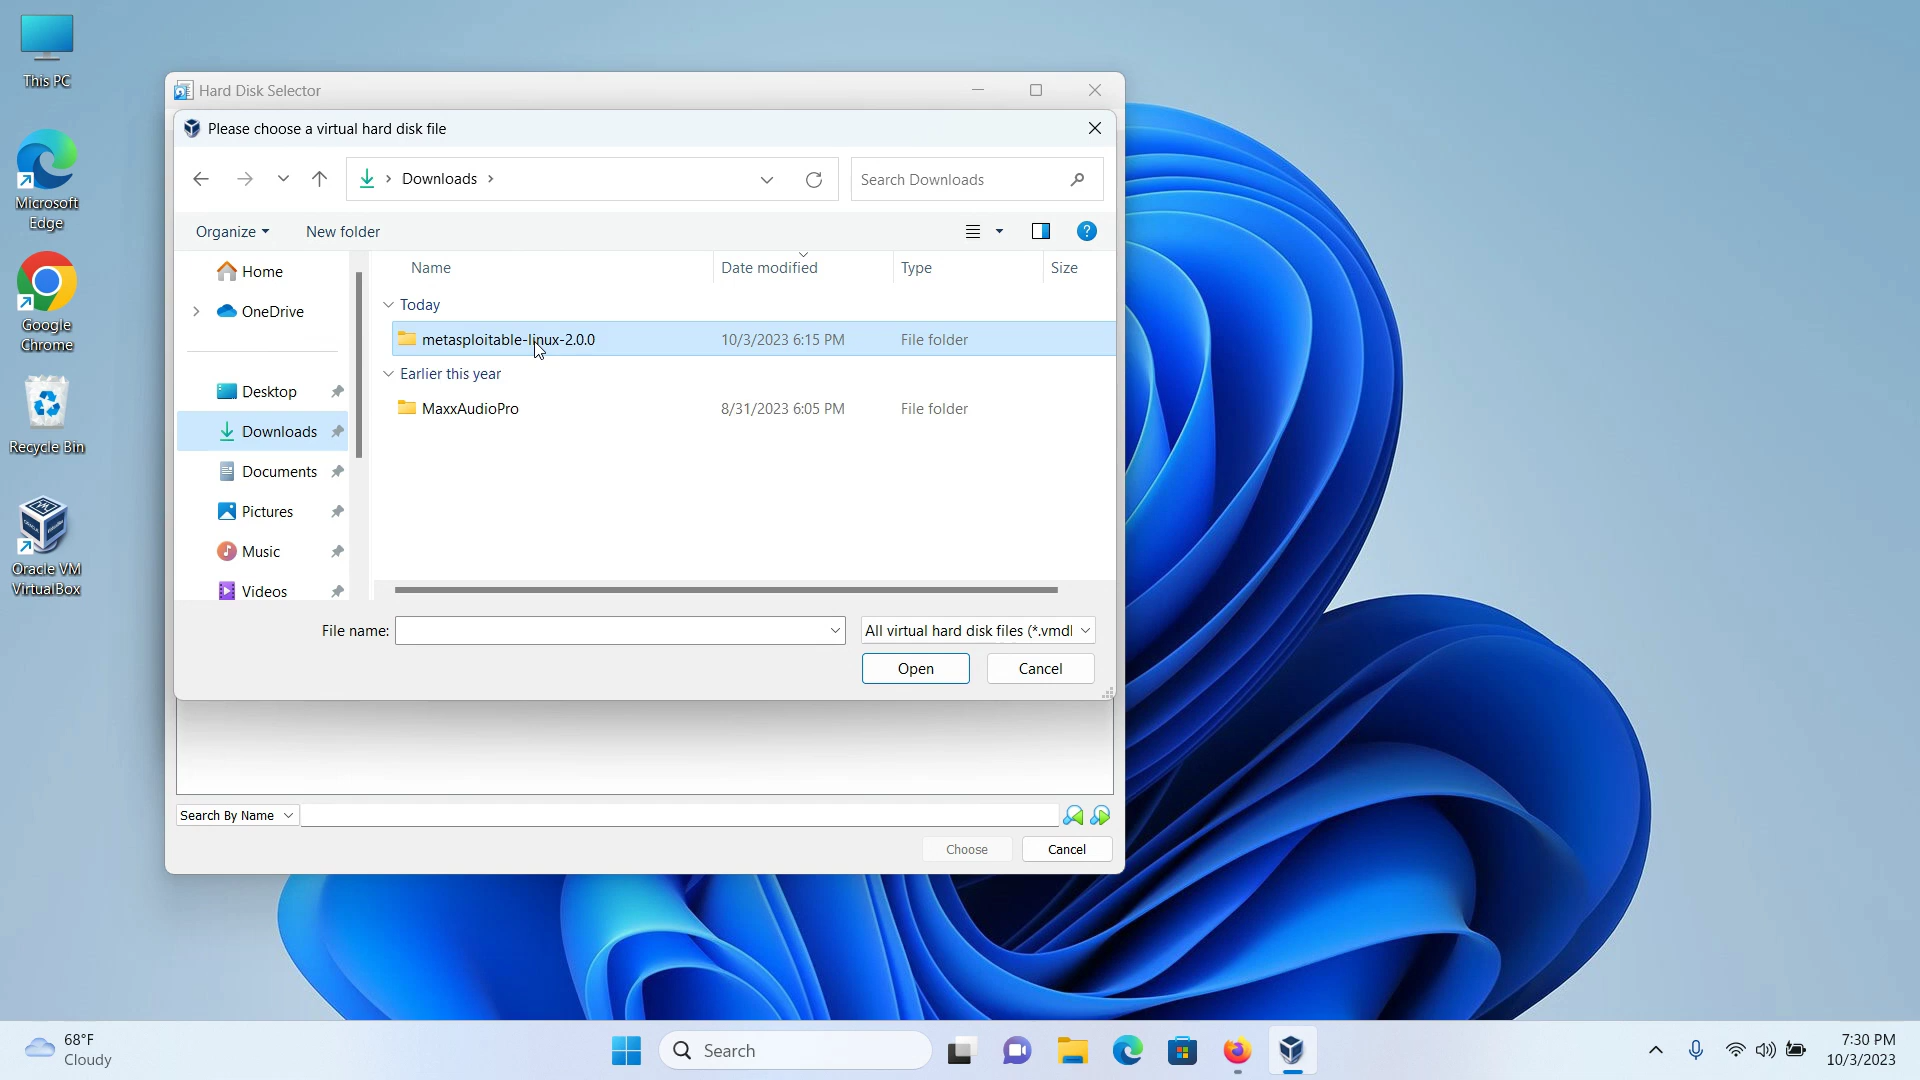 This PC
Microsoft
Edge
Google
Chrome
Recycle Bin
Oracle VM
VirtualBox
Hard Disk Selector
Please choose a virtual hard disk file
Downloads
Search Downloads
Organize
New folder
Home
OneDrive
Desktop
Downloads
Documents
Pictures
Music
Videos
Name Date modified Type Size
Today
metasploitable-linux-2.0.0 10/3/2023 6:15 PM File folder
Earlier this year
MaxxAudioPro 8/31/2023 6:05 PM File folder
File name:
All virtual hard disk files (*.vmdl
Open Cancel
Search By Name
Choose Cancel
68°F
Cloudy
Search
7:30 PM
10/3/2023